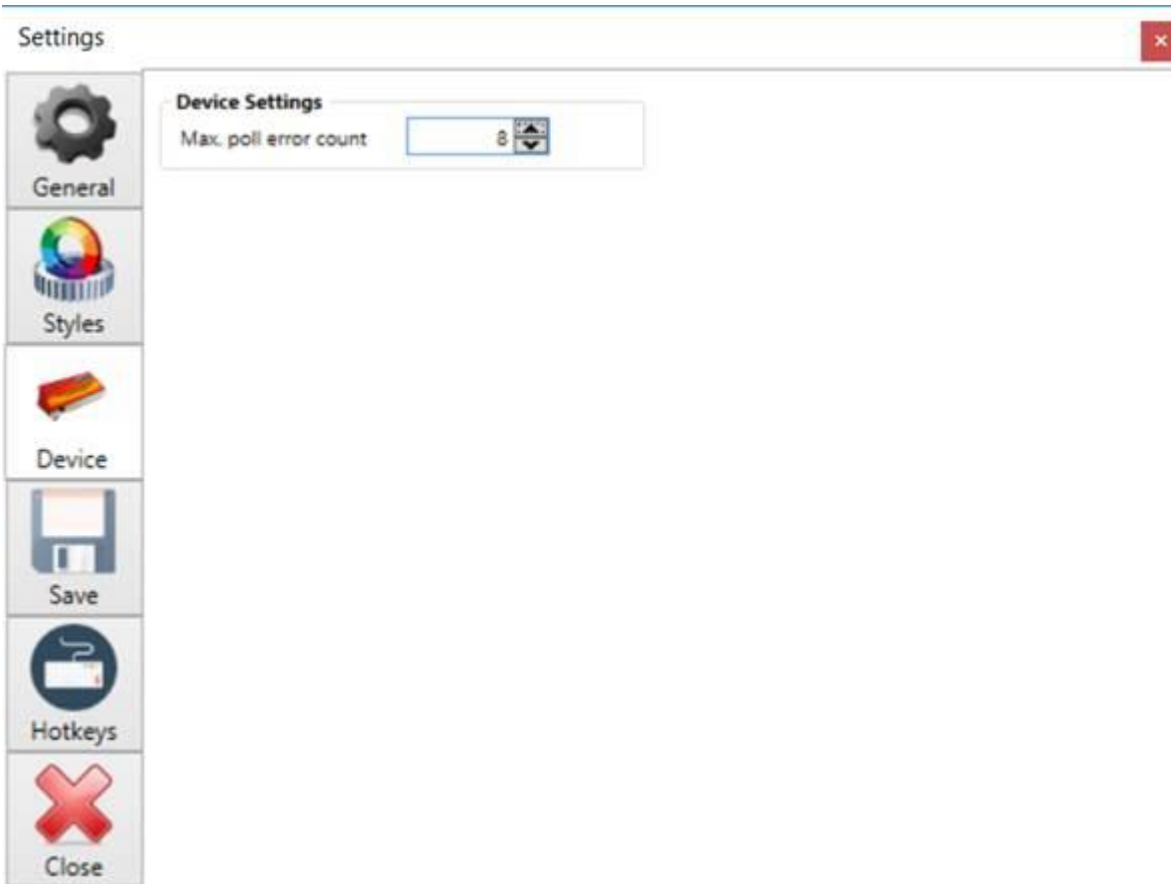 Settings
Device Settings
Max. poll error count 8
General
Styles
Device
Save
Hotkeys
Close